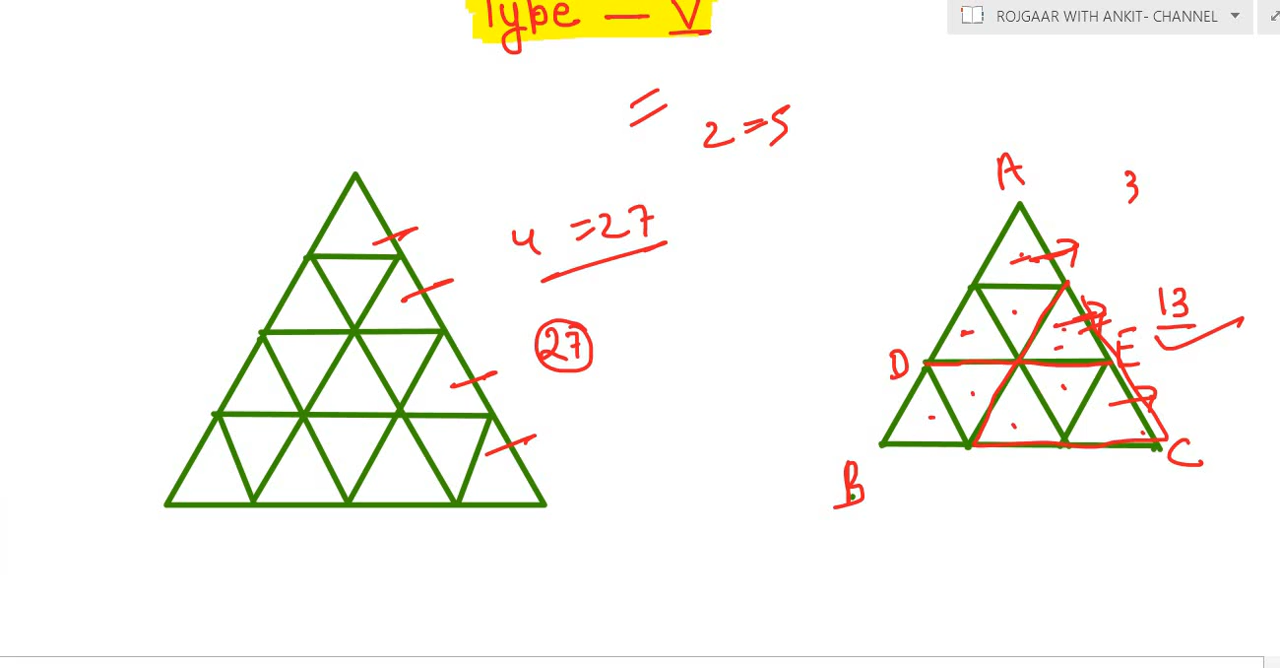 Type - V
ROJGAAR WITH ANKIT- CHANNEL
2=5
A
3
4 =27
13
27
D
E
B
C